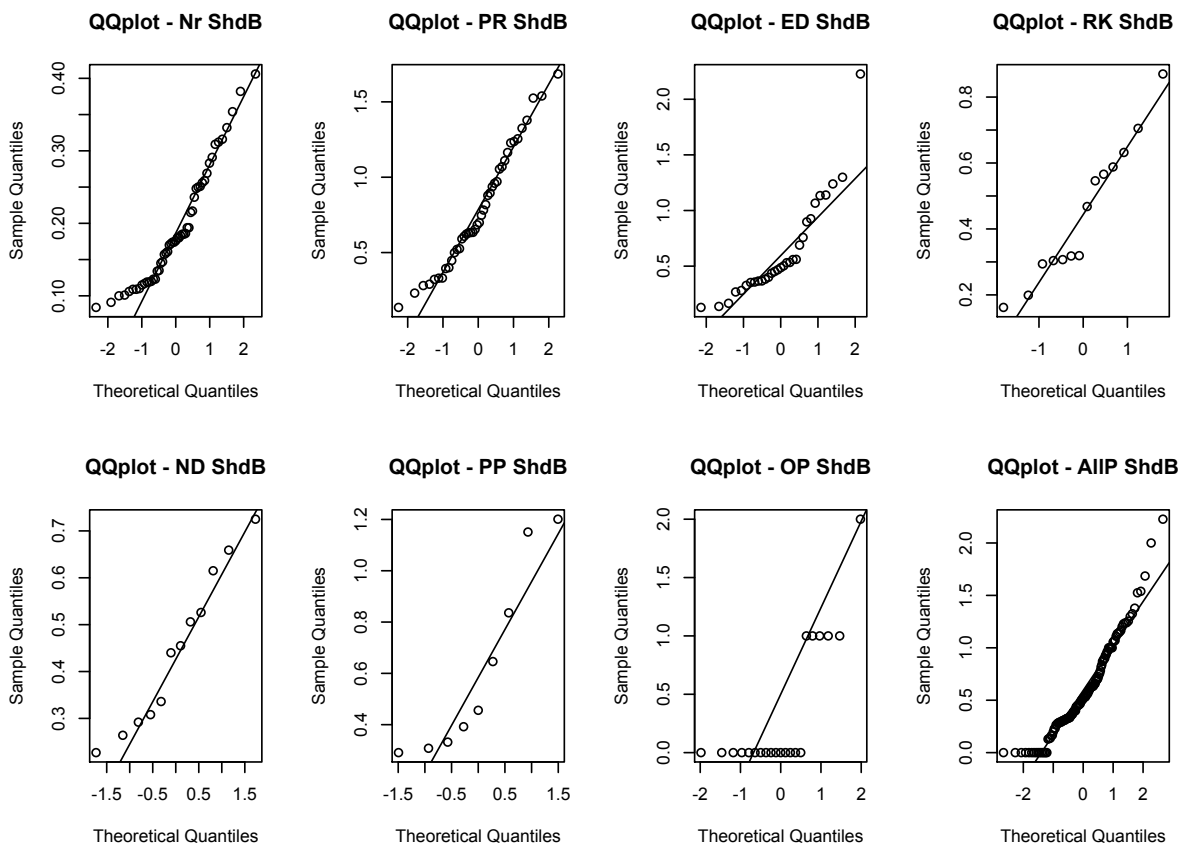 QQplot - Nr ShdB
Sample Quantiles
0.10 0.20 0.30 0.40
-2 -1 0 1 2
Theoretical Quantiles
QQplot - PR ShdB
Sample Quantiles
0.5 1.0 1.5
-2 -1 0 1 2
Theoretical Quantiles
QQplot - ED ShdB
Sample Quantiles
0.5 1.0 1.5 2.0
-2 -1 0 1 2
Theoretical Quantiles
QQplot - RK ShdB
Sample Quantiles
0.2 0.4 0.6 0.8
-1 0 1
Theoretical Quantiles
QQplot - ND ShdB
Sample Quantiles
0.3 0.4 0.5 0.6 0.7
-1.5 -0.5 0.5 1.5
Theoretical Quantiles
QQplot - PP ShdB
Sample Quantiles
0.4 0.6 0.8 1.0 1.2
-1.5 -0.5 0.5 1.5
Theoretical Quantiles
QQplot - OP ShdB
Sample Quantiles
0.0 0.5 1.0 1.5 2.0
-2 -1 0 1 2
Theoretical Quantiles
QQplot - AllP ShdB
Sample Quantiles
0.0 0.5 1.0 1.5 2.0
-2 0 1 2
Theoretical Quantiles